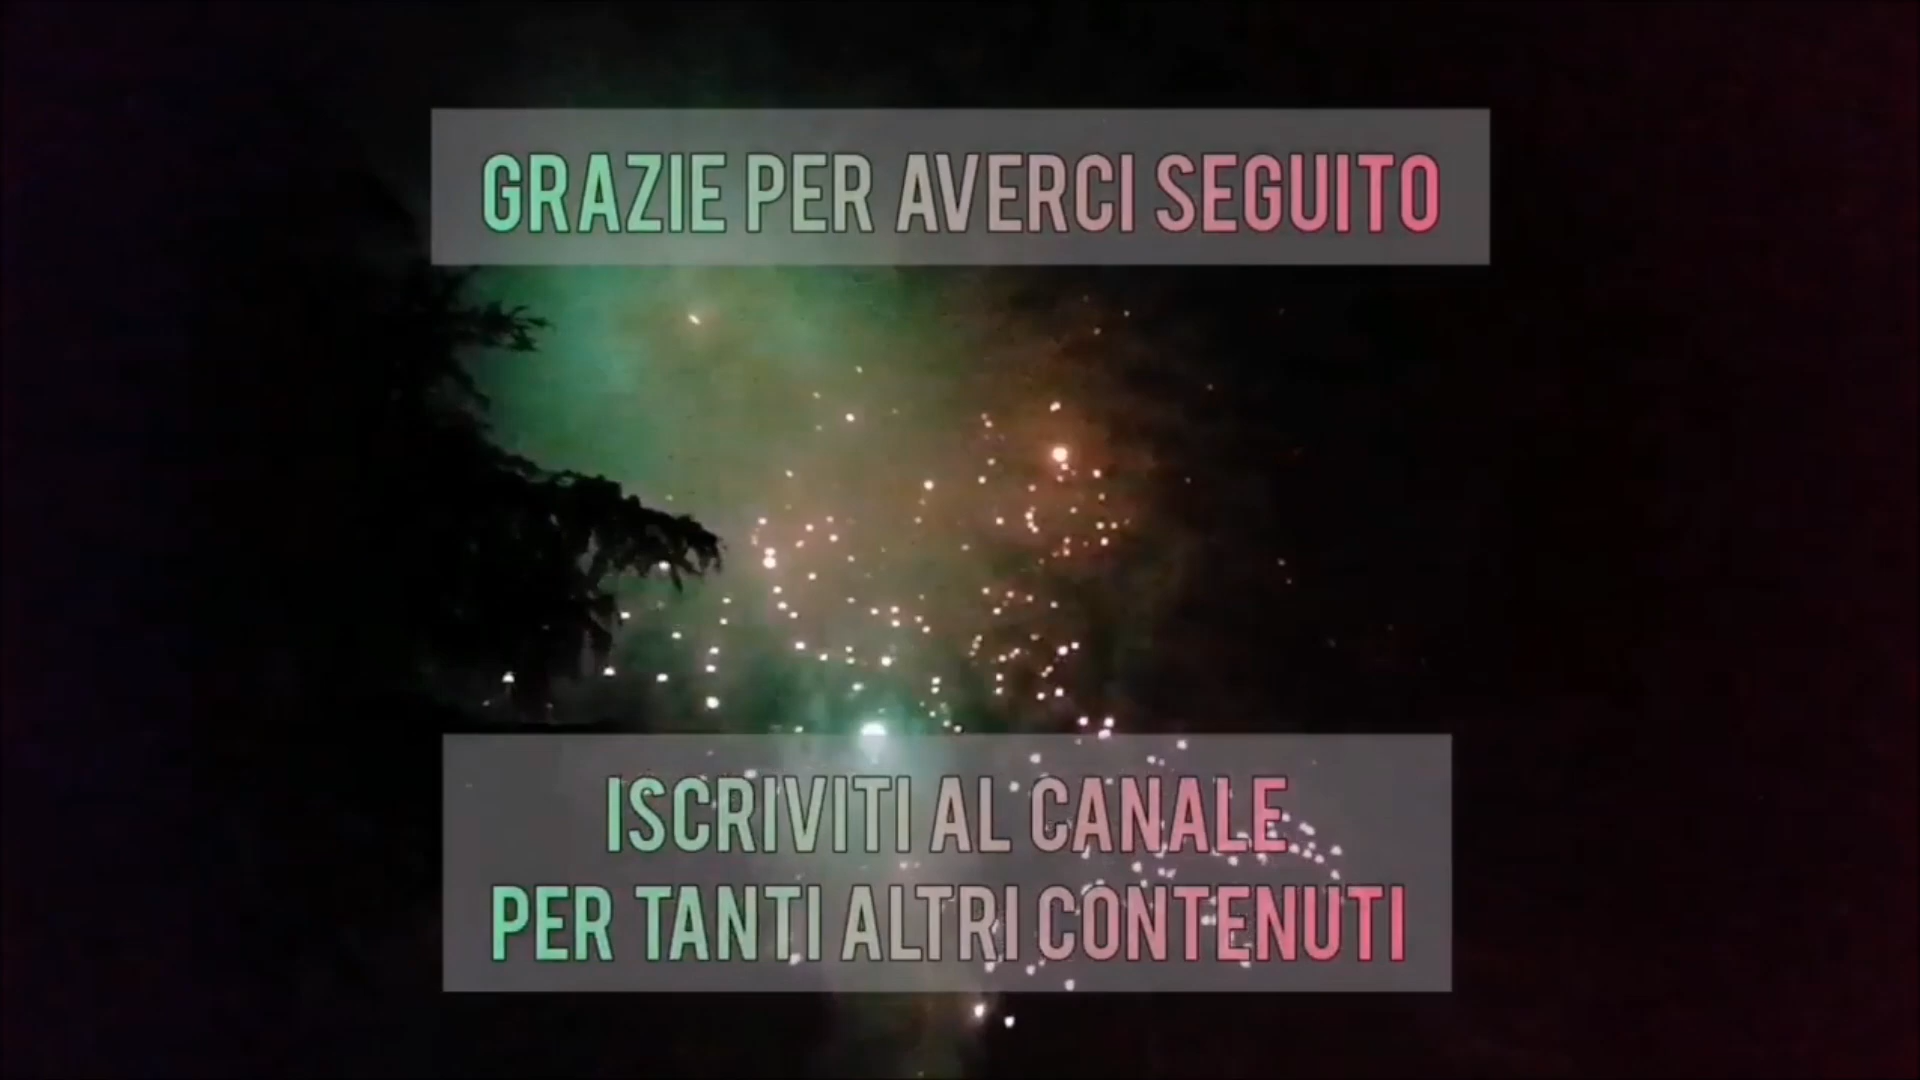 GRAZIE PER AVERCI SEGUITO
ISCRIVITI AL CANALE
PER TANTI ALTRI CONTENUTI